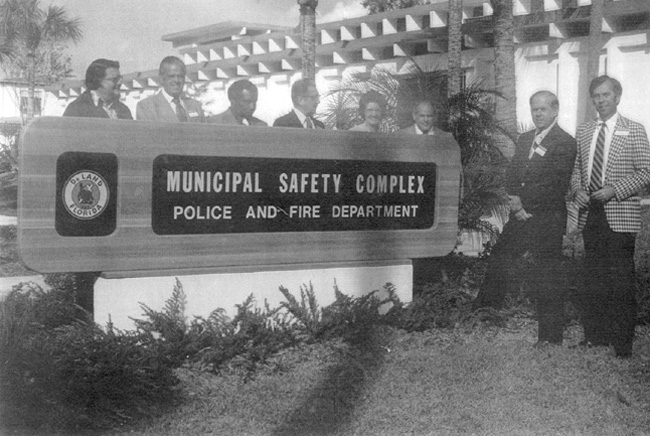 DELAND
FLORIDA
MUNICIPAL SAFETY COMPLEX
POLICE AND FIRE DEPARTMENT